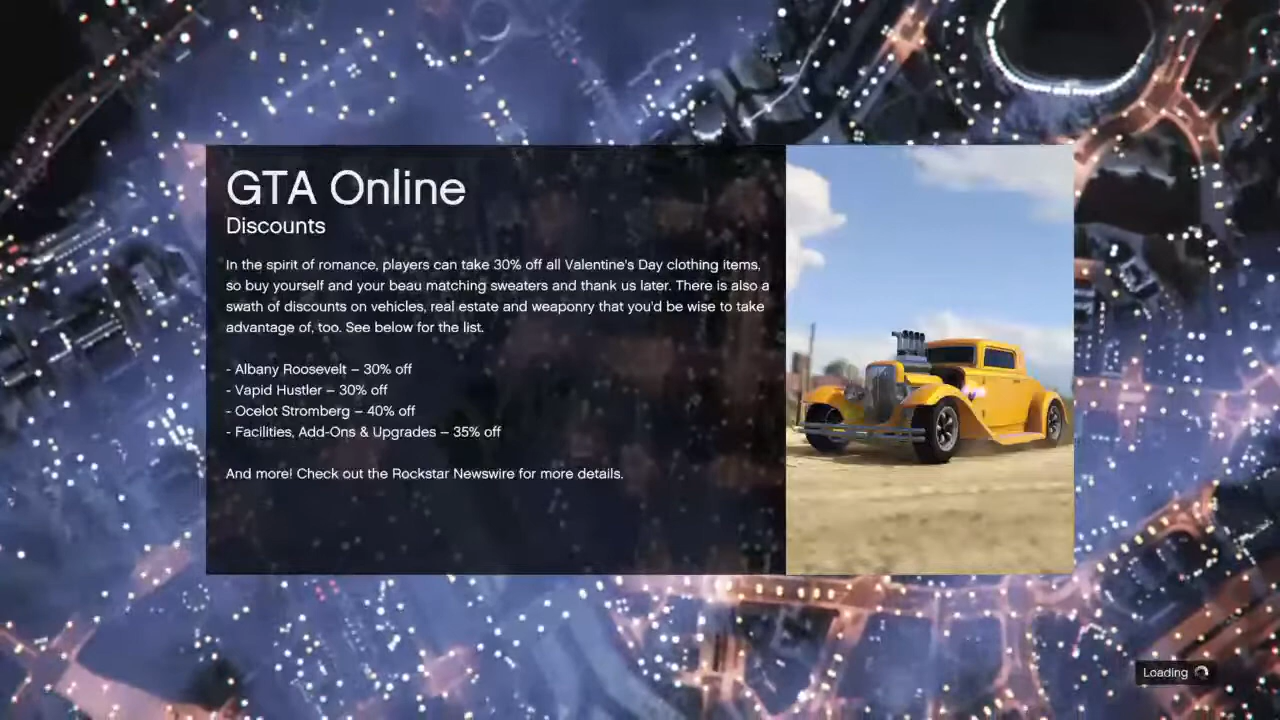 GTA Online
Discounts
In the spirit of romance, players can take 30% off all Valentine's Day clothing items,
so buy yourself and your beau matching sweaters and thank us later. There is also a
swath of discounts on vehicles, real estate and weaponry that you'd be wise to take
advantage of, too. See below for the list.
- Albany Roosevelt – 30% off
- Vapid Hustler – 30% off
- Ocelot Stromberg – 40% off
- Facilities, Add-Ons & Upgrades – 35% off
And more! Check out the Rockstar Newswire for more details.
Loading